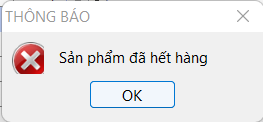 THÔNG BÁO
Sản phẩm đã hết hàng
OK